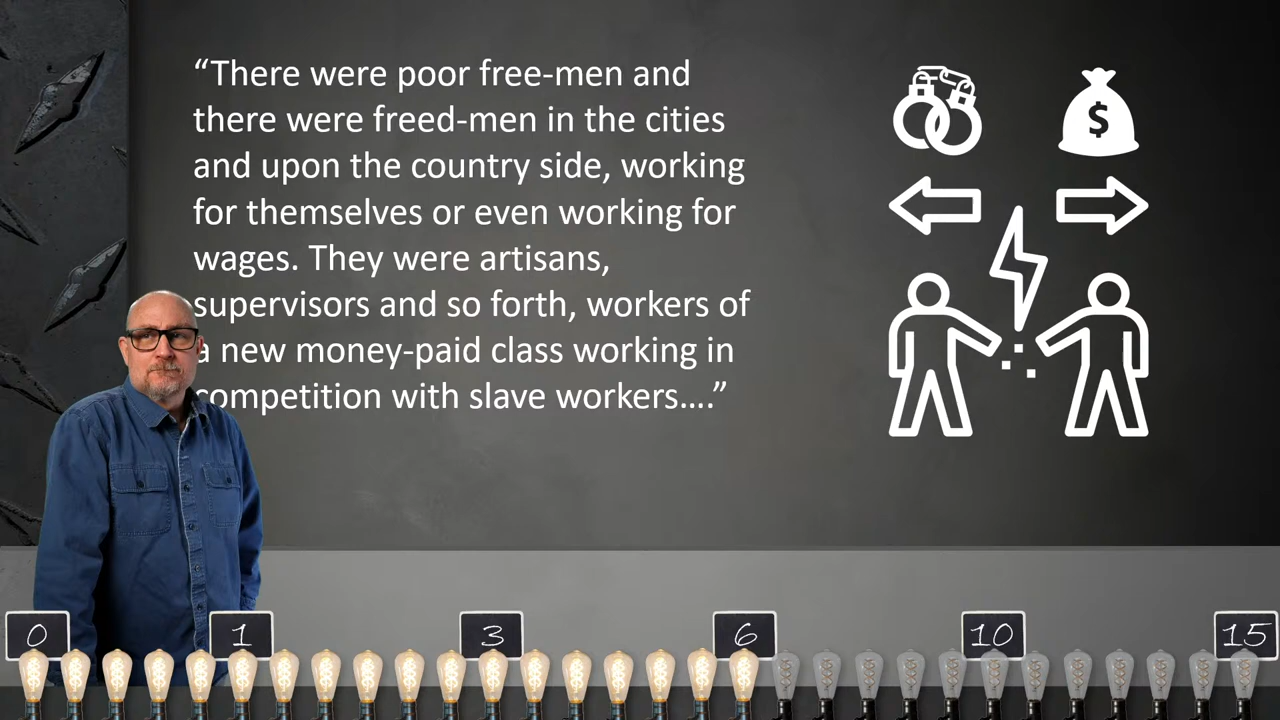 “There were poor free-men and
there were freed-men in the cities
and upon the country side, working
for themselves or even working for
wages. They were artisans,
supervisors and so forth, workers of
a new money-paid class working in
competition with slave workers….”
$
0 1 3 6 10 15